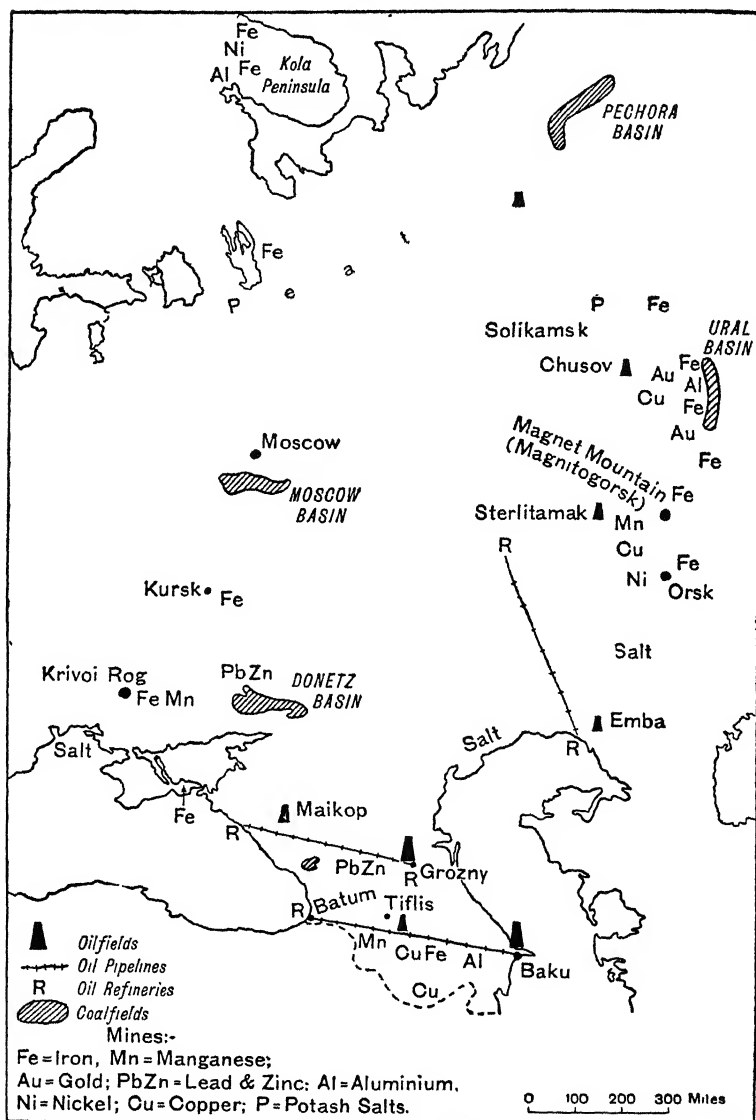 Fe
Ni
Al Fe
Kola
Peninsula
PECHORA
BASIN
Fe
P e a t
P Fe
Solikamsk
URAL
BASIN
Chusov
Fe
Au Al
Cu Fe
Au
Fe
Moscow
MOSCOW
BASIN
Magnet Mountain
(Magnitogorsk)
Fe
Sterlitamak
Mn
R
Cu
Fe
Ni
Orsk
Kursk
Fe
Salt
Krivoi Rog
Fe Mn
PbZn
DONETZ
BASIN
Emba
Salt
Salt
R
Fe
Maikop
R
PbZn
Grozny
R
Batum
R
Tiflis
Mn
CuFe
Al
Baku
Cu
Oilfields
Oil Pipelines
R Oil Refineries
Coalfields
Mines:-
Fe=Iron, Mn=Manganese;
Au=Gold; PbZn=Lead & Zinc: Al=Aluminium.
Ni=Nickel; Cu=Copper; P=Potash Salts.
0 100 200 300 Miles